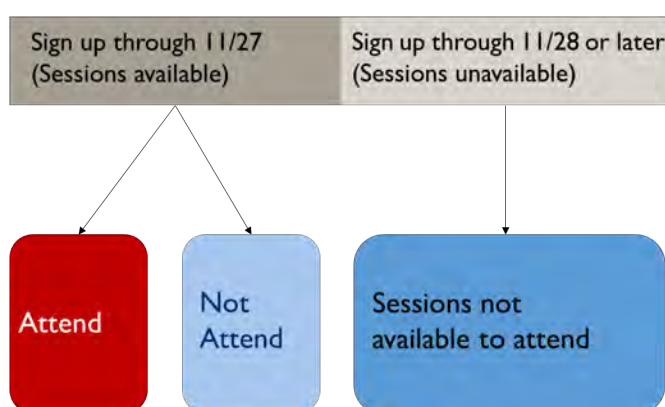 Sign up through 11/27
(Sessions available)
Sign up through 11/28 or later
(Sessions unavailable)
Attend
Not
Attend
Sessions not
available to attend